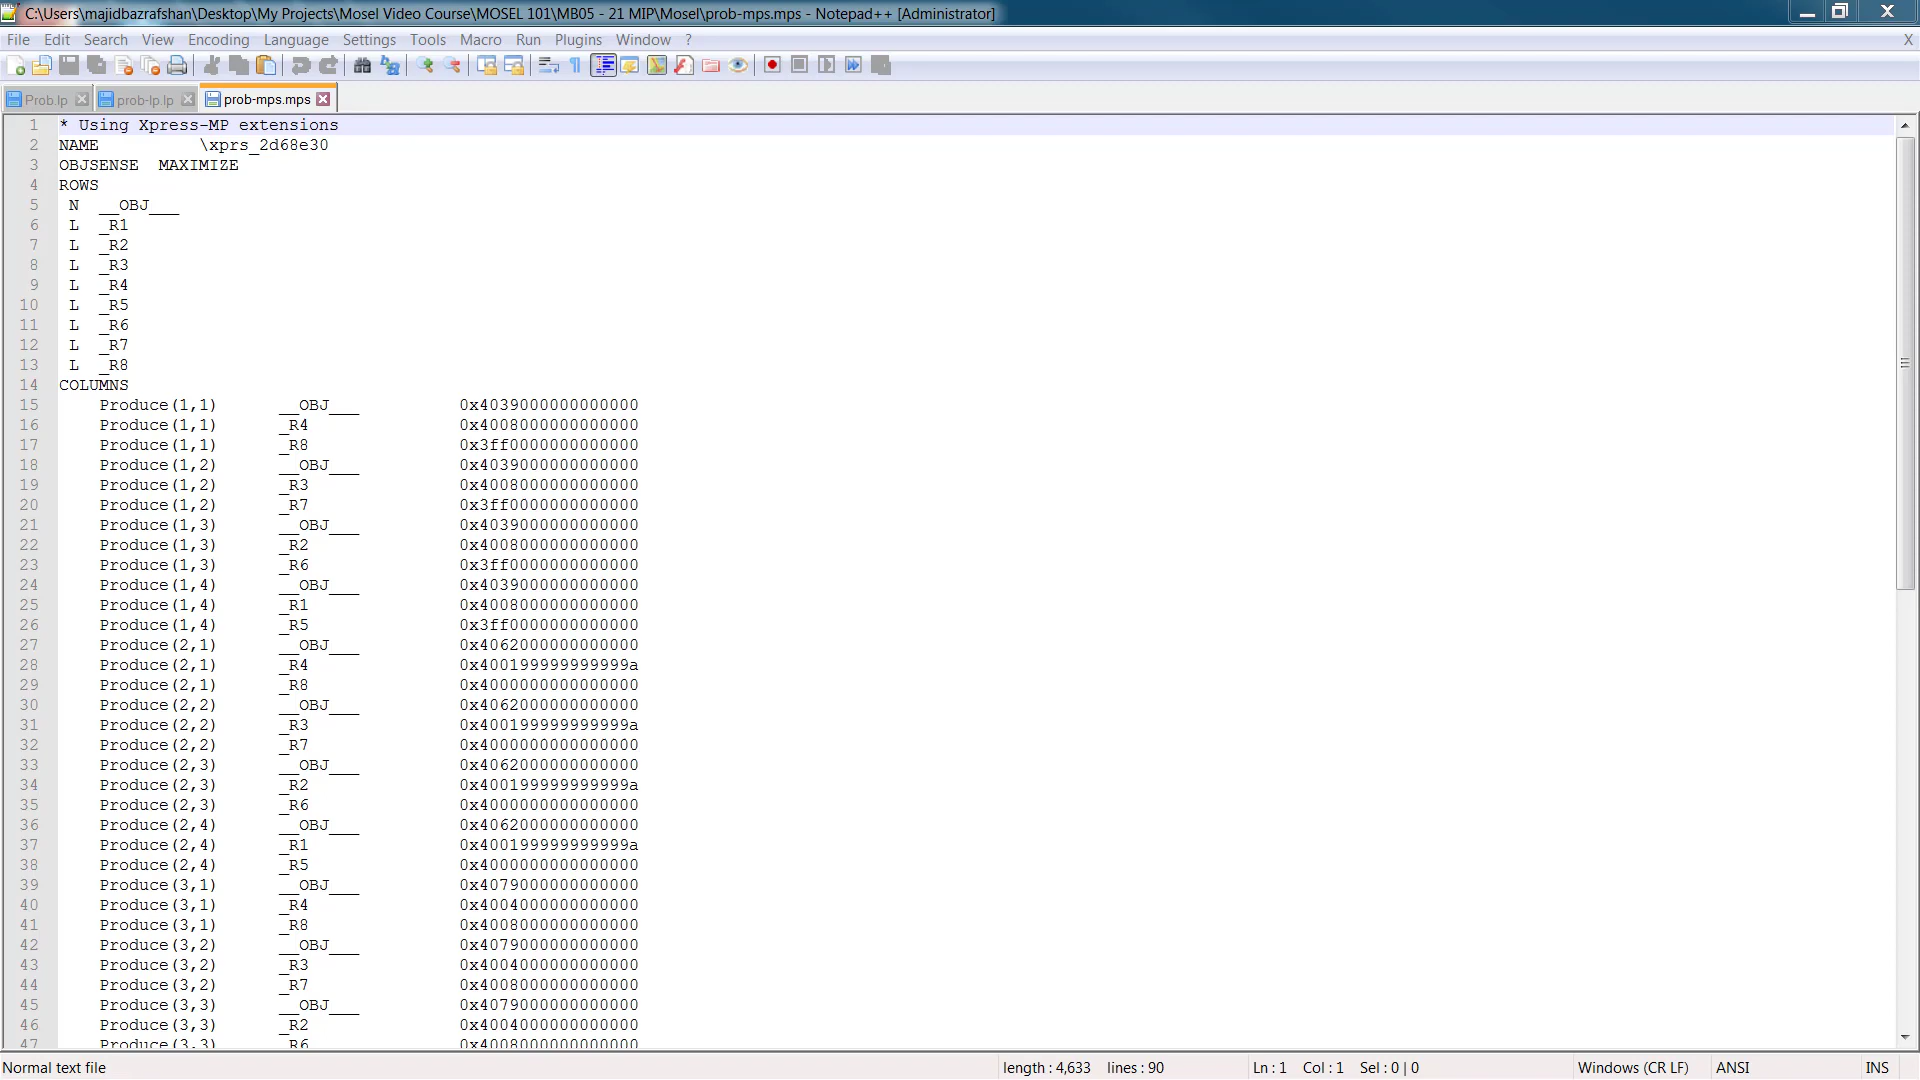 C:\Users\majidbazrafshan\Desktop\My Projects\Mosel Video Course\MOSEL 101\MB05 - 21 MIP\Mosel\prob-mps.mps - Notepad++ [Administrator]
File Edit Search View Encoding Language Settings Tools Macro Run Plugins Window ? X
Prob.lp prob-lp.lp prob-mps.mps
1 * Using Xpress-MP extensions
2 NAME \xprs_2d68e30
3 OBJSENSE MAXIMIZE
4 ROWS
5 N __OBJ___
6 L _R1
7 L _R2
8 L _R3
9 L _R4
10 L _R5
11 L _R6
12 L _R7
13 L _R8
14 COLUMNS
15 Produce(1,1) __OBJ___ 0x4039000000000000
16 Produce(1,1) _R4 0x4008000000000000
17 Produce(1,1) _R8 0x3ff0000000000000
18 Produce(1,2) __OBJ___ 0x4039000000000000
19 Produce(1,2) _R3 0x4008000000000000
20 Produce(1,2) _R7 0x3ff0000000000000
21 Produce(1,3) __OBJ___ 0x4039000000000000
22 Produce(1,3) _R2 0x4008000000000000
23 Produce(1,3) _R6 0x3ff0000000000000
24 Produce(1,4) __OBJ___ 0x4039000000000000
25 Produce(1,4) _R1 0x4008000000000000
26 Produce(1,4) _R5 0x3ff0000000000000
27 Produce(2,1) __OBJ___ 0x4062000000000000
28 Produce(2,1) _R4 0x400199999999999a
29 Produce(2,1) _R8 0x4000000000000000
30 Produce(2,2) __OBJ___ 0x4062000000000000
31 Produce(2,2) _R3 0x400199999999999a
32 Produce(2,2) _R7 0x4000000000000000
33 Produce(2,3) __OBJ___ 0x4062000000000000
34 Produce(2,3) _R2 0x400199999999999a
35 Produce(2,3) _R6 0x4000000000000000
36 Produce(2,4) __OBJ___ 0x4062000000000000
37 Produce(2,4) _R1 0x400199999999999a
38 Produce(2,4) _R5 0x4000000000000000
39 Produce(3,1) __OBJ___ 0x4079000000000000
40 Produce(3,1) _R4 0x4004000000000000
41 Produce(3,1) _R8 0x4008000000000000
42 Produce(3,2) __OBJ___ 0x4079000000000000
43 Produce(3,2) _R3 0x4004000000000000
44 Produce(3,2) _R7 0x4008000000000000
45 Produce(3,3) __OBJ___ 0x4079000000000000
46 Produce(3,3) _R2 0x4004000000000000
47 Produce(3,3) _R6 0x4008000000000000
Normal text file length : 4,633 lines : 90 Ln : 1 Col : 1 Sel : 0 | 0 Windows (CR LF) ANSI INS